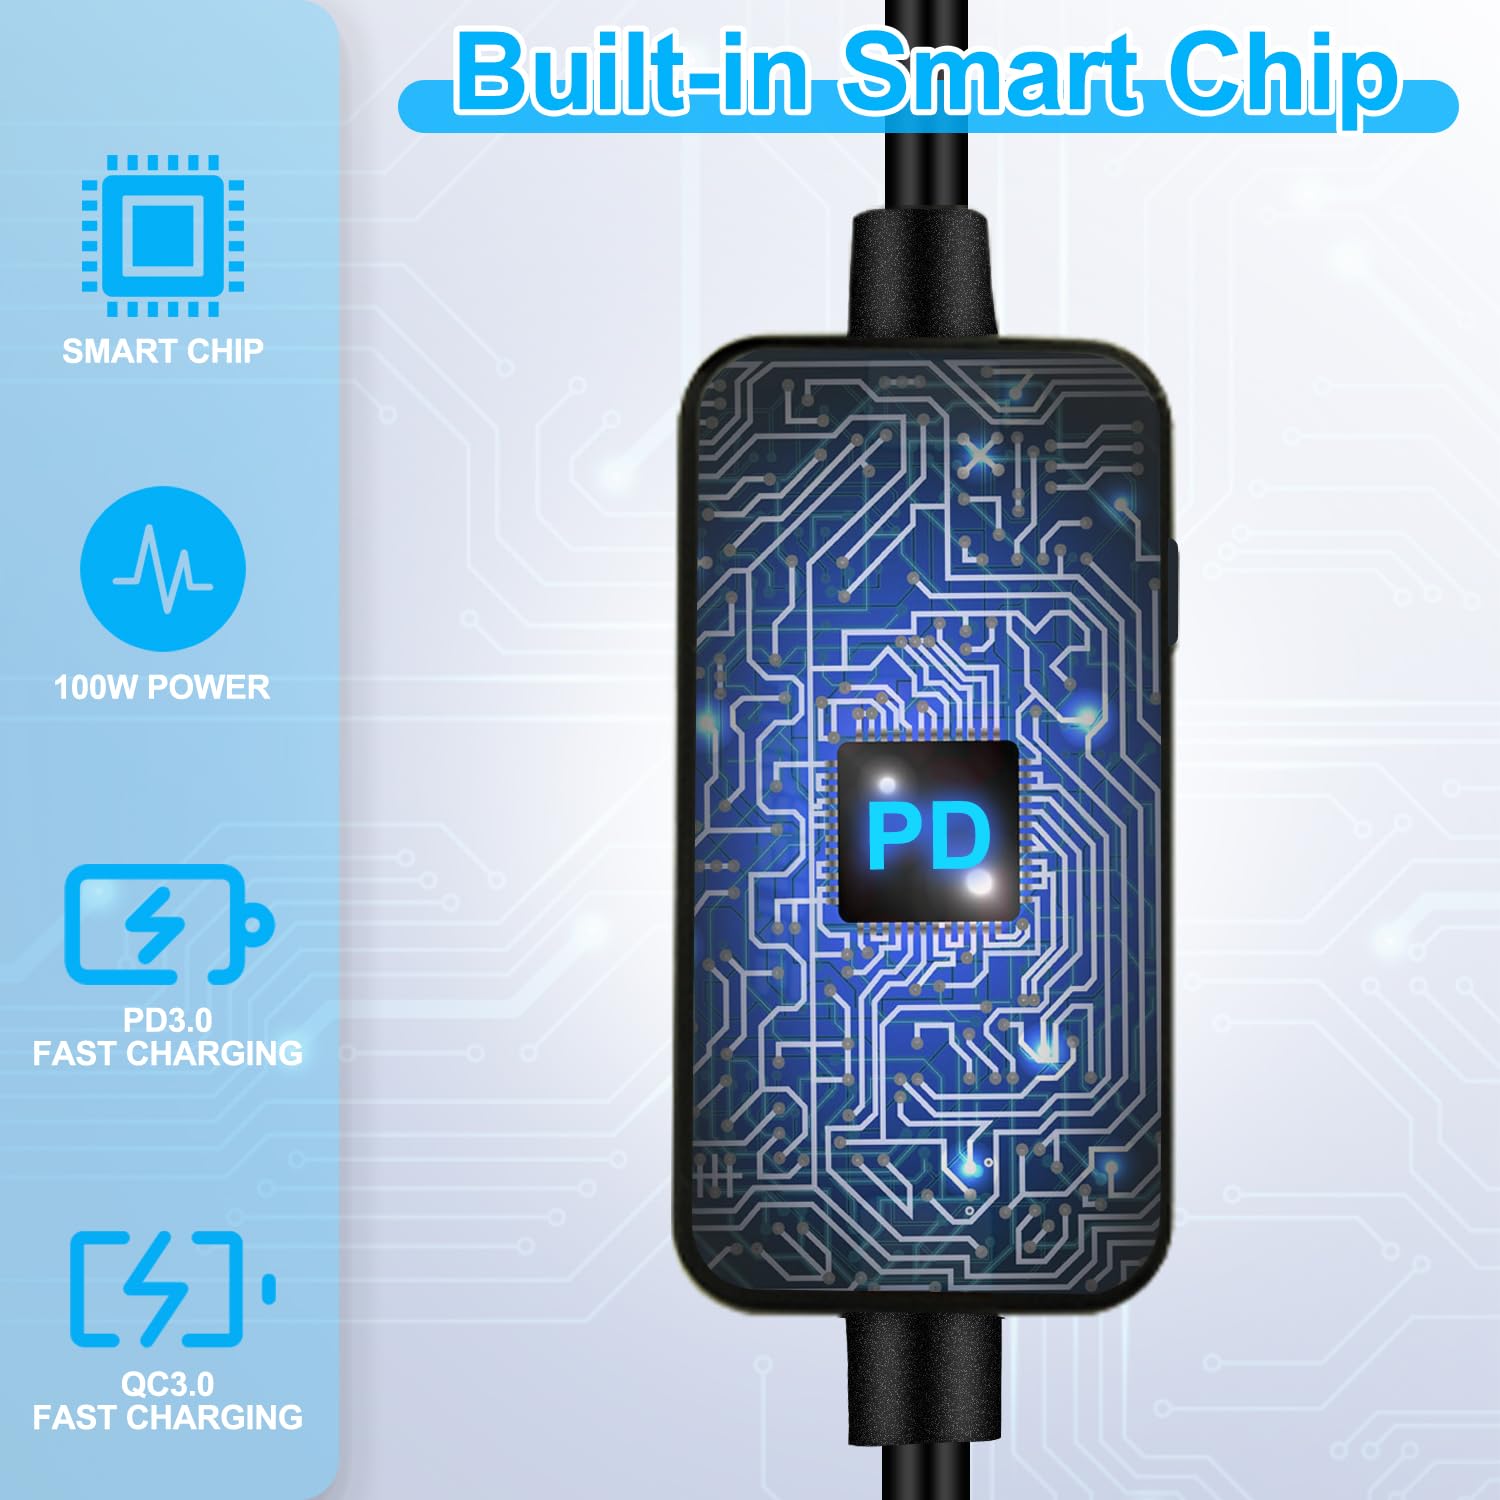 Built-in Smart Chip
SMART CHIP
100W POWER
PD3.0
FAST CHARGING
QC3.0
FAST CHARGING
PD